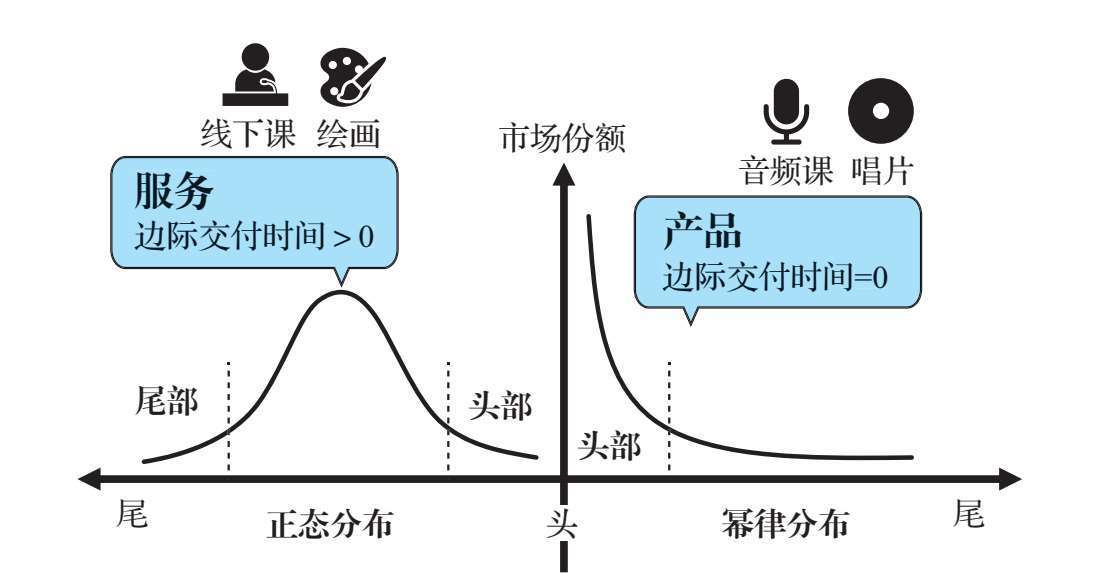 线下课 绘画
服务
边际交付时间 > 0
市场份额
音频课 唱片
产品
边际交付时间=0
尾部
头部
头部
尾
正态分布
头
幂律分布
尾